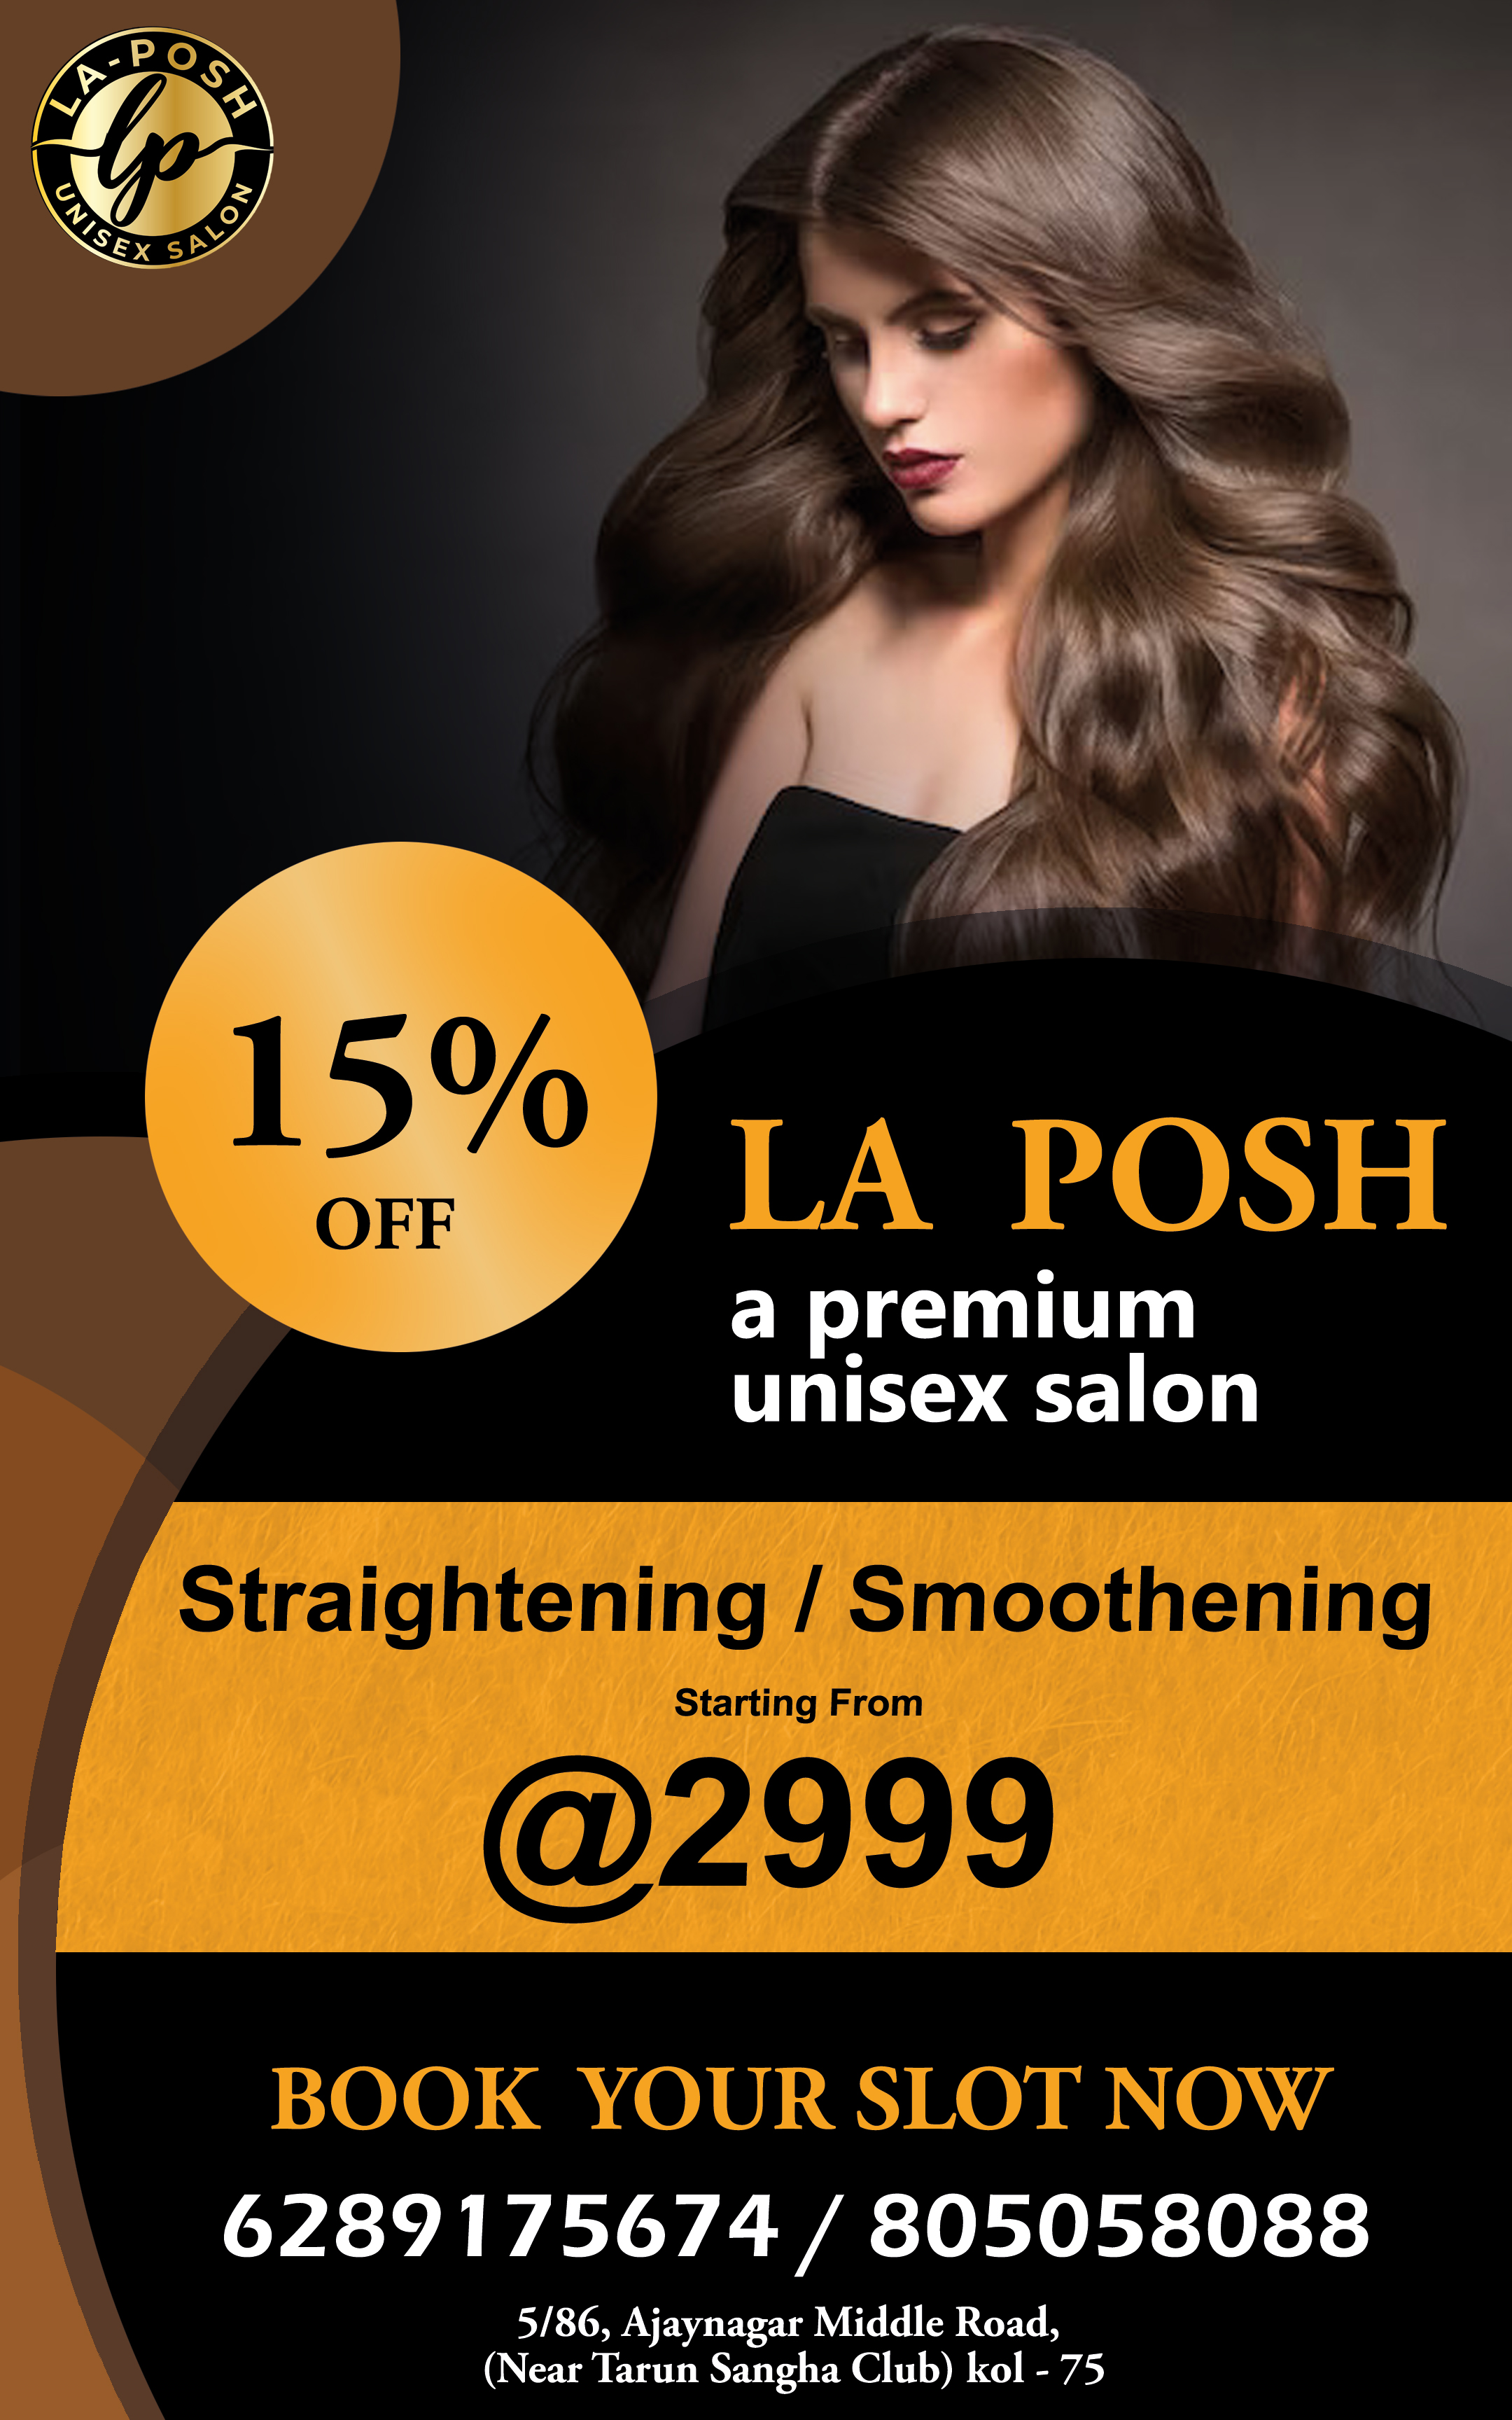 LA-POSH
lp
UNISEX SALON
15%
OFF
LA POSH
a premium
unisex salon
Straightening / Smoothening
Starting From
@2999
BOOK YOUR SLOT NOW
6289175674 / 805058088
5/86, Ajaynagar Middle Road,
(Near Tarun Sangha Club) kol - 75